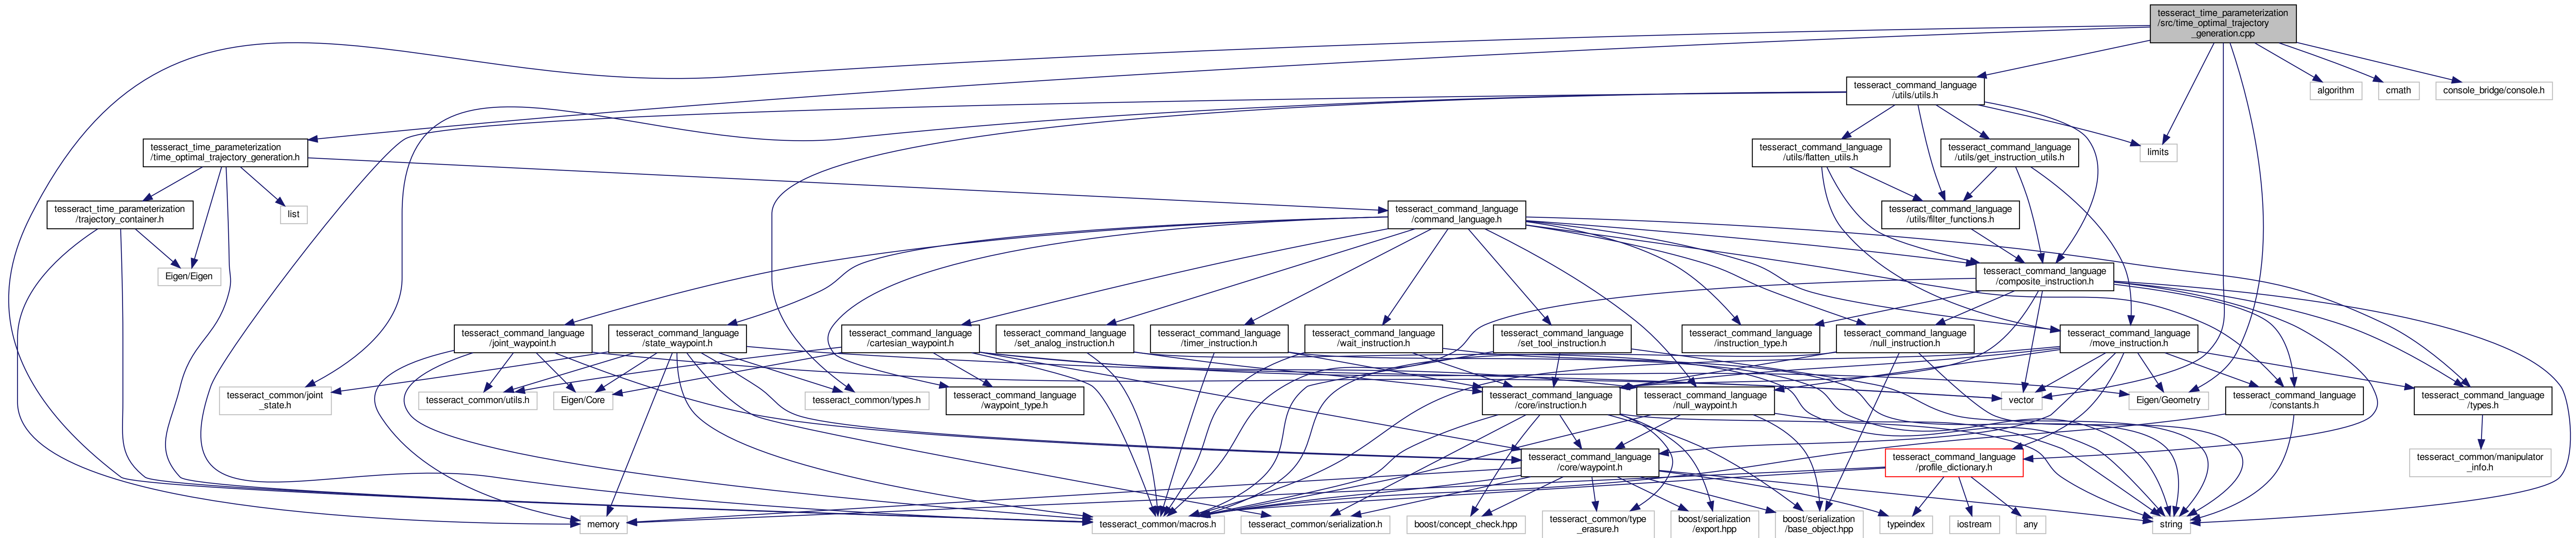 tesseract_time_parameterization
/src/time_optimal_trajectory
_generation.cpp
tesseract_command_language
/utils/utils.h
algorithm
cmath
console_bridge/console.h
tesseract_time_parameterization
/time_optimal_trajectory_generation.h
tesseract_command_language
/utils/flatten_utils.h
tesseract_command_language
/utils/get_instruction_utils.h
limits
tesseract_time_parameterization
/trajectory_container.h
list
tesseract_command_language
/command_language.h
tesseract_command_language
/utils/filter_functions.h
Eigen/Eigen
tesseract_command_language
/composite_instruction.h
tesseract_command_language
/joint_waypoint.h
tesseract_command_language
/state_waypoint.h
tesseract_command_language
/cartesian_waypoint.h
tesseract_command_language
/set_analog_instruction.h
tesseract_command_language
/timer_instruction.h
tesseract_command_language
/wait_instruction.h
tesseract_command_language
/set_tool_instruction.h
tesseract_command_language
/instruction_type.h
tesseract_command_language
/null_instruction.h
tesseract_command_language
/move_instruction.h
tesseract_common/joint
_state.h
tesseract_common/utils.h
Eigen/Core
tesseract_common/types.h
tesseract_command_language
/waypoint_type.h
tesseract_command_language
/core/instruction.h
tesseract_command_language
/null_waypoint.h
vector
Eigen/Geometry
tesseract_command_language
/constants.h
tesseract_command_language
/types.h
tesseract_command_language
/core/waypoint.h
tesseract_command_language
/profile_dictionary.h
tesseract_common/manipulator
_info.h
memory
tesseract_common/macros.h
tesseract_common/serialization.h
boost/concept_check.hpp
tesseract_common/type
_erasure.h
boost/serialization
/export.hpp
boost/serialization
/base_object.hpp
typeindex
iostream
any
string